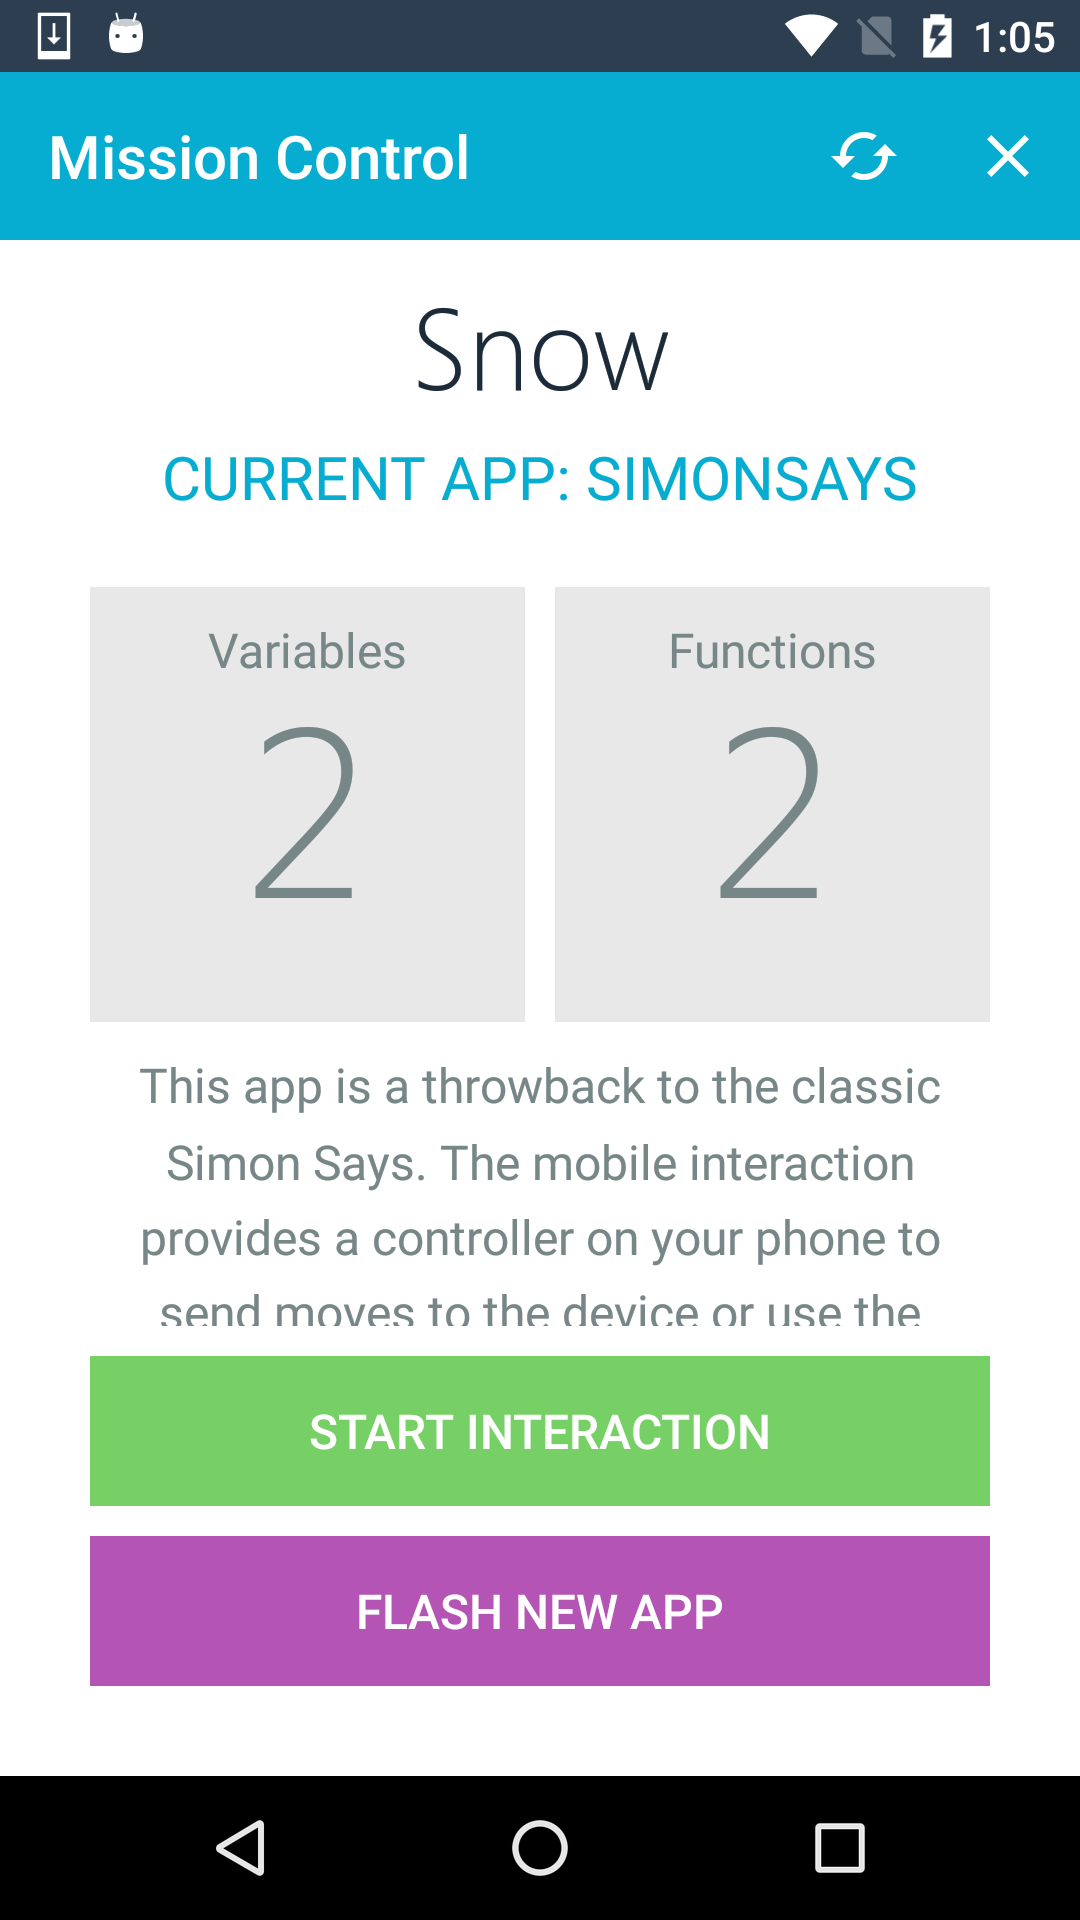 1:05
Mission Control
Snow
CURRENT APP: SIMONSAYS
Variables
2
Functions
2
This app is a throwback to the classic
Simon Says. The mobile interaction
provides a controller on your phone to
send moves to the device or use the
START INTERACTION
FLASH NEW APP